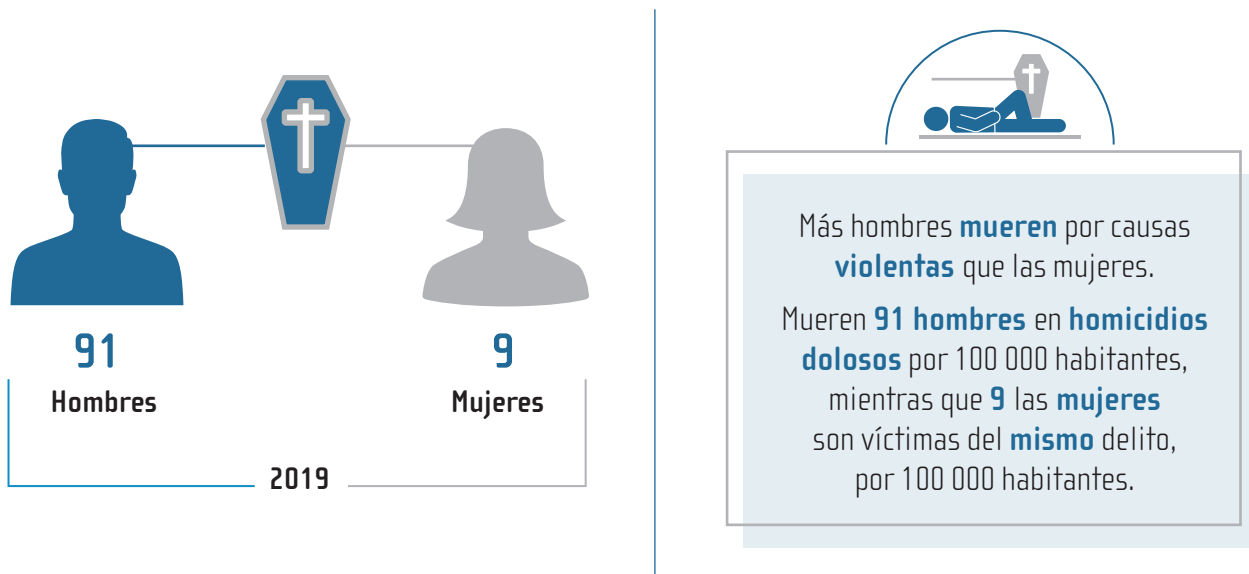 91
Hombres
9
Mujeres
2019
Más hombres mueren por causas
violentas que las mujeres.
Mueren 91 hombres en homicidios
dolosos por 100 000 habitantes,
mientras que 9 las mujeres
son víctimas del mismo delito,
por 100 000 habitantes.